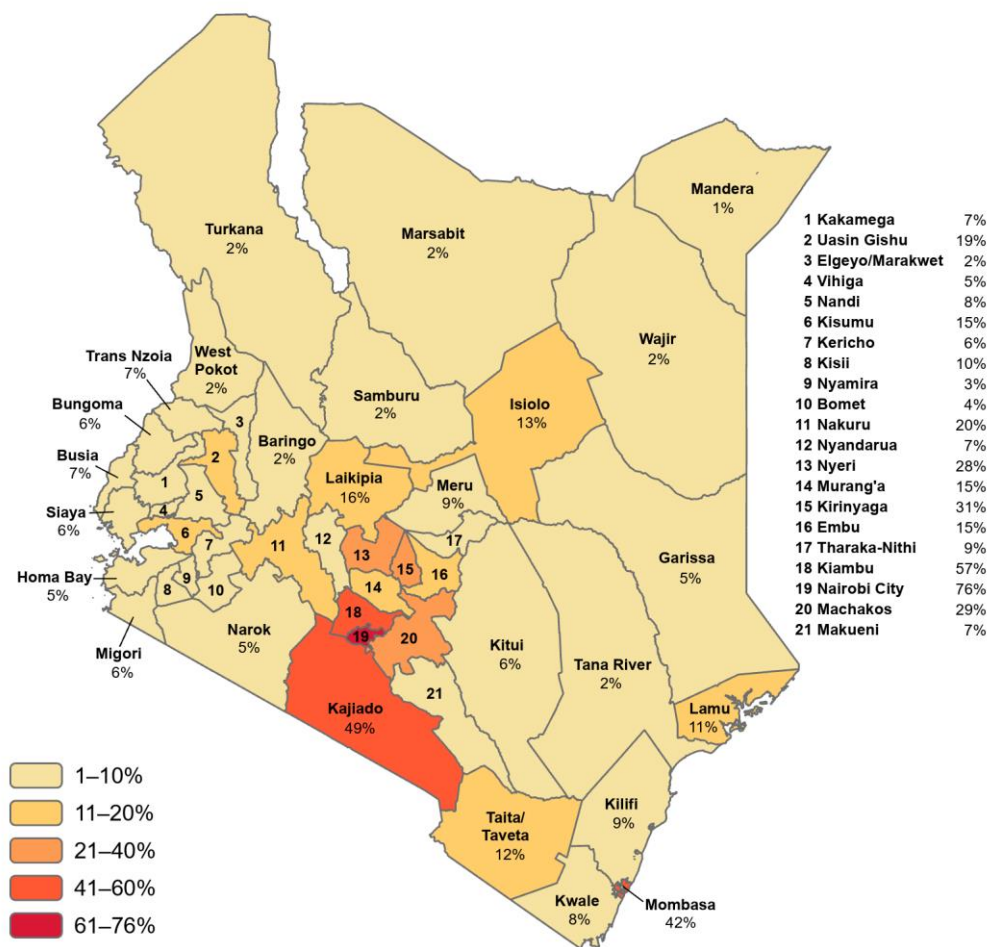 Mandera
1%
Turkana
2%
Marsabit
2%
Wajir
2%
West
Pokot
2%
Trans Nzoia
7%
Samburu
2%
Isiolo
13%
Bungoma
6%
3
Baringo
2%
2
Busia
7%
1
Laikipia
16%
Meru
9%
5
4
Siaya
6%
6
7
11
12
13
15
17
16
Garissa
5%
Homa Bay
5%
8
9
10
14
18
Narok
5%
19
20
Kitui
6%
Tana River
2%
Migori
6%
21
Kajiado
49%
Lamu
11%
Taita/
Taveta
12%
Kilifi
9%
Kwale
8%
Mombasa
42%
1 Kakamega 7%
2 Uasin Gishu 19%
3 Elgeyo/Marakwet 2%
4 Vihiga 5%
5 Nandi 8%
6 Kisumu 15%
7 Kericho 6%
8 Kisii 10%
9 Nyamira 3%
10 Bomet 4%
11 Nakuru 20%
12 Nyandarua 7%
13 Nyeri 28%
14 Murang'a 15%
15 Kirinyaga 31%
16 Embu 15%
17 Tharaka-Nithi 9%
18 Kiambu 57%
19 Nairobi City 76%
20 Machakos 29%
21 Makueni 7%
1–10%
11–20%
21–40%
41–60%
61–76%